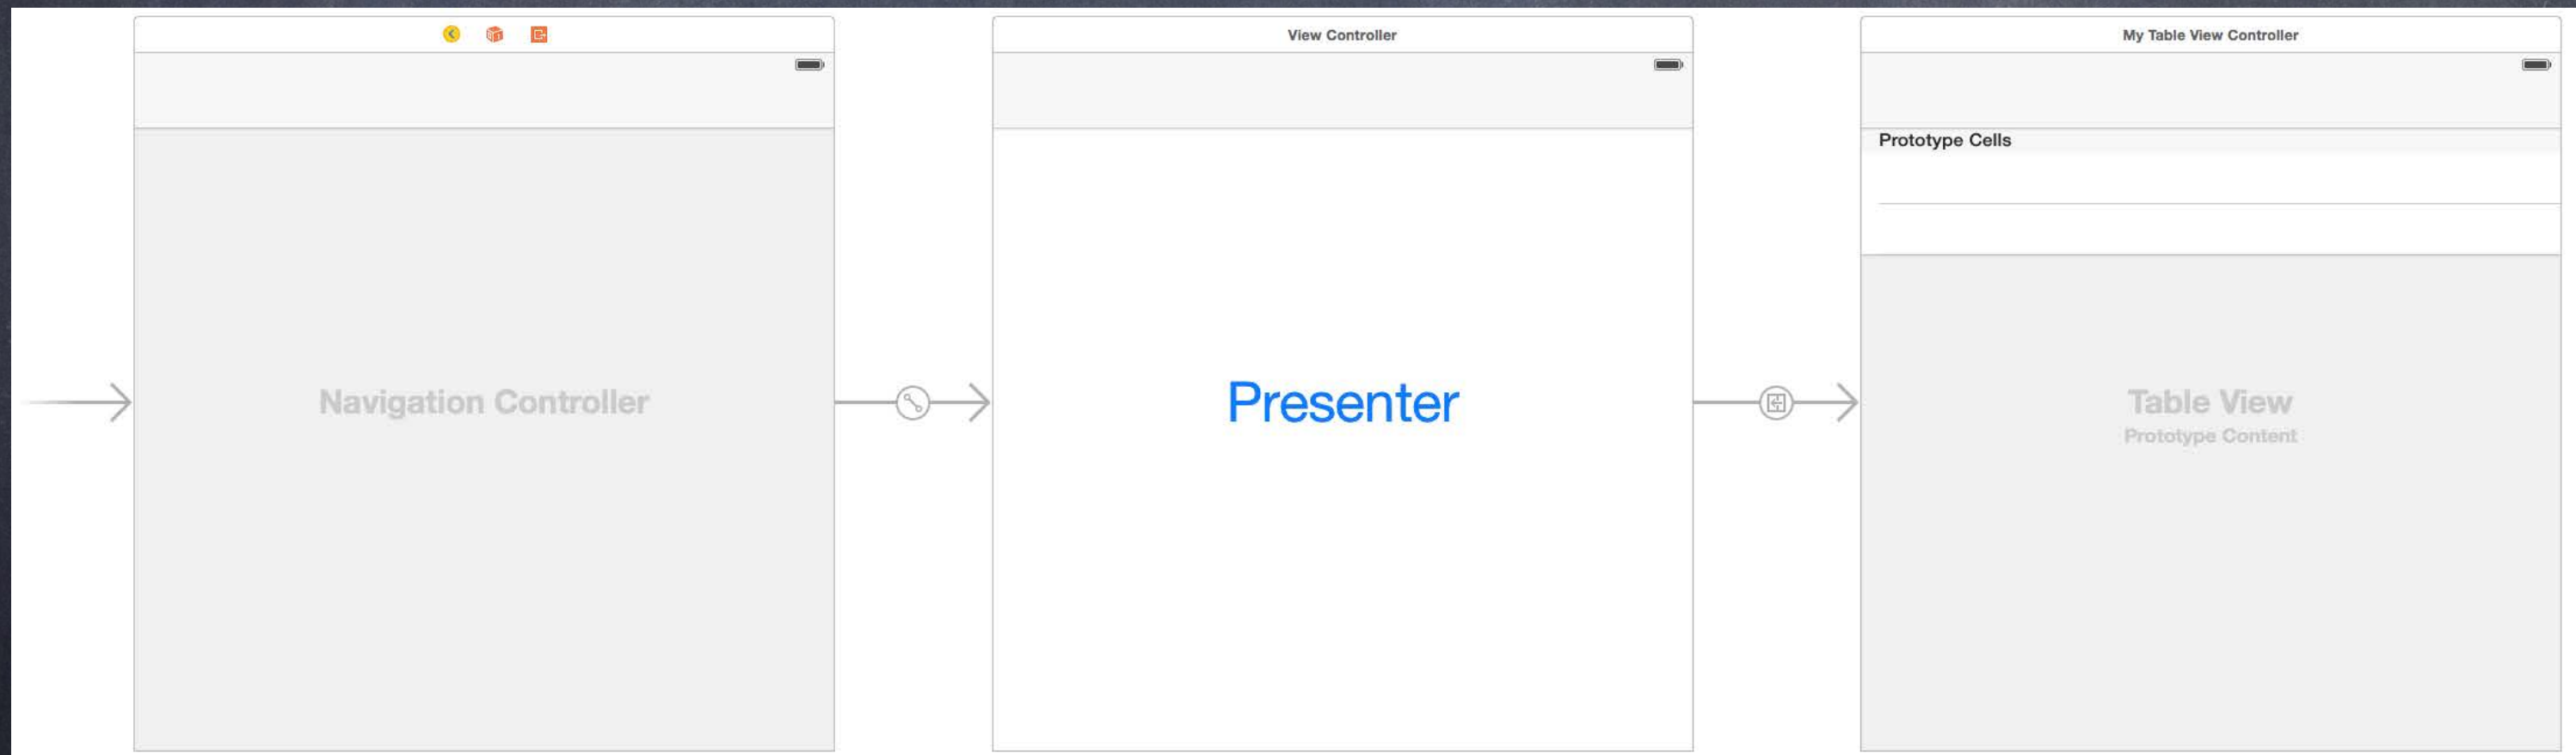 View Controller
My Table View Controller
Prototype Cells
Navigation Controller
Presenter
Table View
Prototype Content